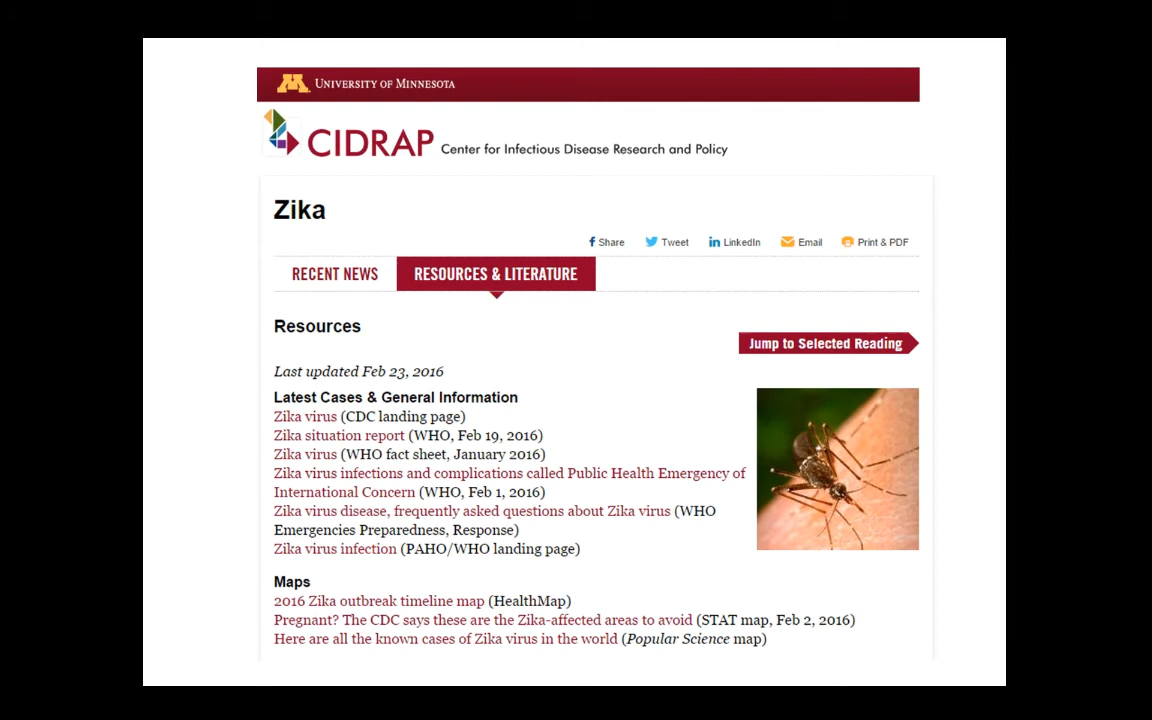 UNIVERSITY OF MINNESOTA
CIDRAP Center for Infectious Disease Research and Policy
Zika
Share Tweet LinkedIn Email Print & PDF
RECENT NEWS RESOURCES & LITERATURE
Resources
Jump to Selected Reading
Last updated Feb 23, 2016
Latest Cases & General Information
Zika virus (CDC landing page)
Zika situation report (WHO, Feb 19, 2016)
Zika virus (WHO fact sheet, January 2016)
Zika virus infections and complications called Public Health Emergency of
International Concern (WHO, Feb 1, 2016)
Zika virus disease, frequently asked questions about Zika virus (WHO
Emergencies Preparedness, Response)
Zika virus infection (PAHO/WHO landing page)
Maps
2016 Zika outbreak timeline map (HealthMap)
Pregnant? The CDC says these are the Zika-affected areas to avoid (STAT map, Feb 2, 2016)
Here are all the known cases of Zika virus in the world (Popular Science map)